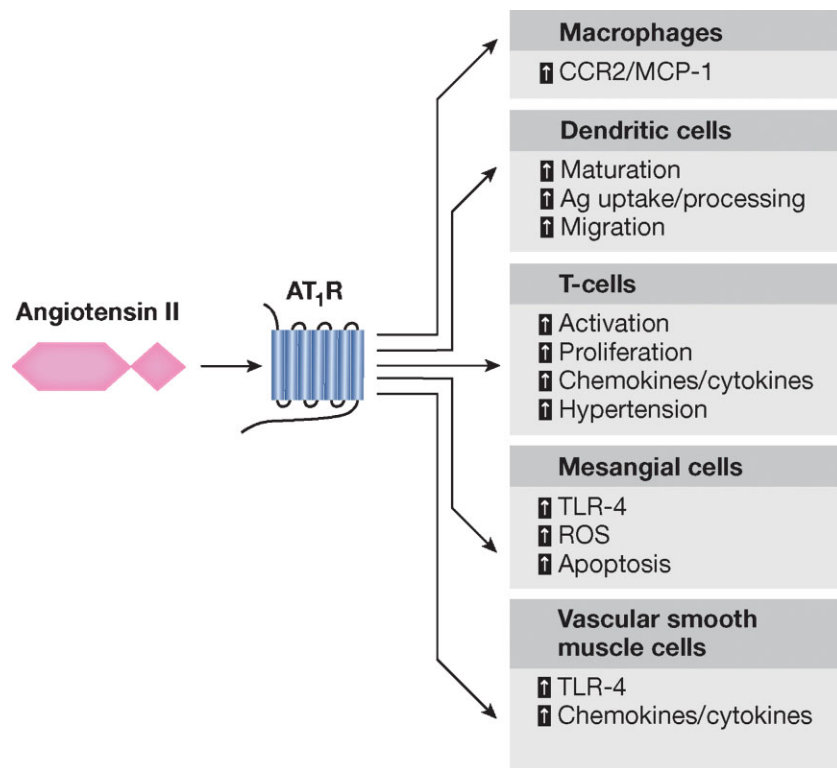 Angiotensin II
AT₁R
Macrophages
↑ CCR2/MCP-1
Dendritic cells
↑ Maturation
↑ Ag uptake/processing
↑ Migration
T-cells
↑ Activation
↑ Proliferation
↑ Chemokines/cytokines
↑ Hypertension
Mesangial cells
↑ TLR-4
↑ ROS
↑ Apoptosis
Vascular smooth
muscle cells
↑ TLR-4
↑ Chemokines/cytokines